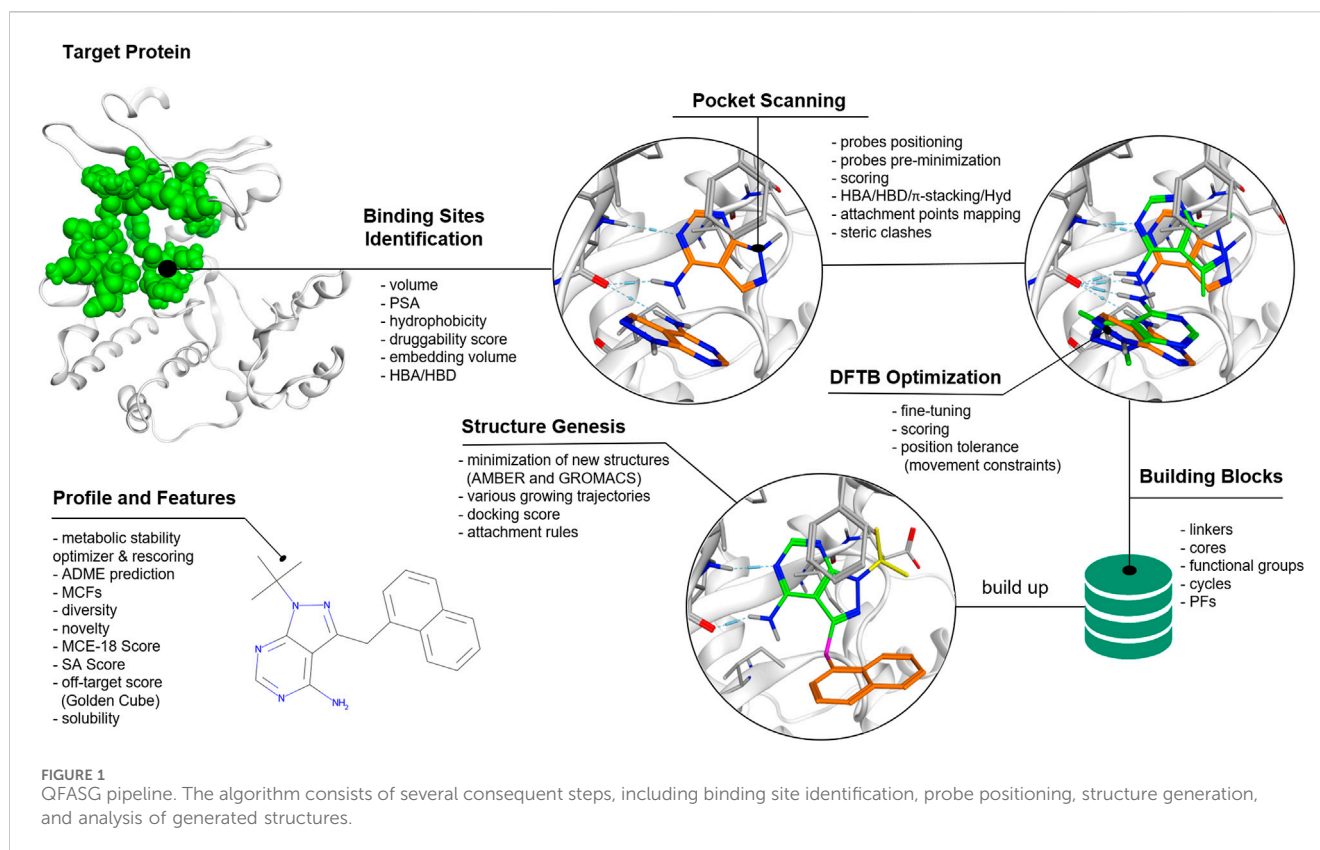 Target Protein
Binding Sites
Identification
- volume
- PSA
- hydrophobicity
- druggability score
- embedding volume
- HBA/HBD
Pocket Scanning
- probes positioning
- probes pre-minimization
- scoring
- HBA/HBD/π-stacking/Hyd
- attachment points mapping
- steric clashes
DFTB Optimization
- fine-tuning
- scoring
- position tolerance
(movement constraints)
Building Blocks
- linkers
- cores
- functional groups
- cycles
- PFs
build up
Structure Genesis
- minimization of new structures
(AMBER and GROMACS)
- various growing trajectories
- docking score
- attachment rules
Profile and Features
- metabolic stability
optimizer & rescoring
- ADME prediction
- MCFs
- diversity
- novelty
- MCE-18 Score
- SA Score
- off-target score
(Golden Cube)
- solubility
N
N
N
N
NH2
FIGURE 1
QFASG pipeline. The algorithm consists of several consequent steps, including binding site identification, probe positioning, structure generation,
and analysis of generated structures.